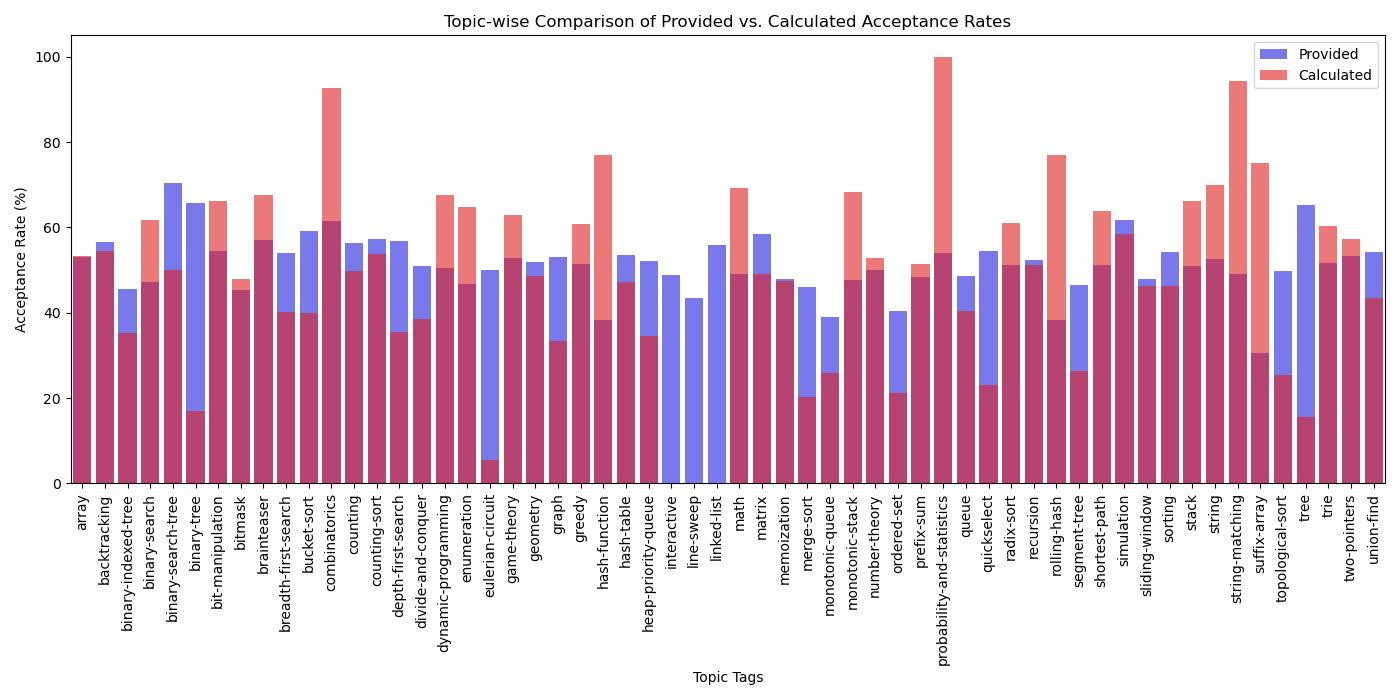 Topic-wise Comparison of Provided vs. Calculated Acceptance Rates
Provided
Calculated
Acceptance Rate (%)
100
80
60
40
20
0
array
backtracking
binary-indexed-tree
binary-search
binary-search-tree
binary-tree
bit-manipulation
bitmask
brainteaser
breadth-first-search
bucket-sort
combinatorics
counting
counting-sort
depth-first-search
divide-and-conquer
dynamic-programming
enumeration
eulerian-circuit
game-theory
geometry
graph
greedy
hash-function
hash-table
heap-priority-queue
interactive
line-sweep
linked-list
math
matrix
memoization
merge-sort
monotonic-queue
monotonic-stack
number-theory
ordered-set
prefix-sum
probability-and-statistics
queue
quickselect
radix-sort
recursion
rolling-hash
segment-tree
shortest-path
simulation
sliding-window
sorting
stack
string
string-matching
suffix-array
topological-sort
tree
trie
two-pointers
union-find
Topic Tags